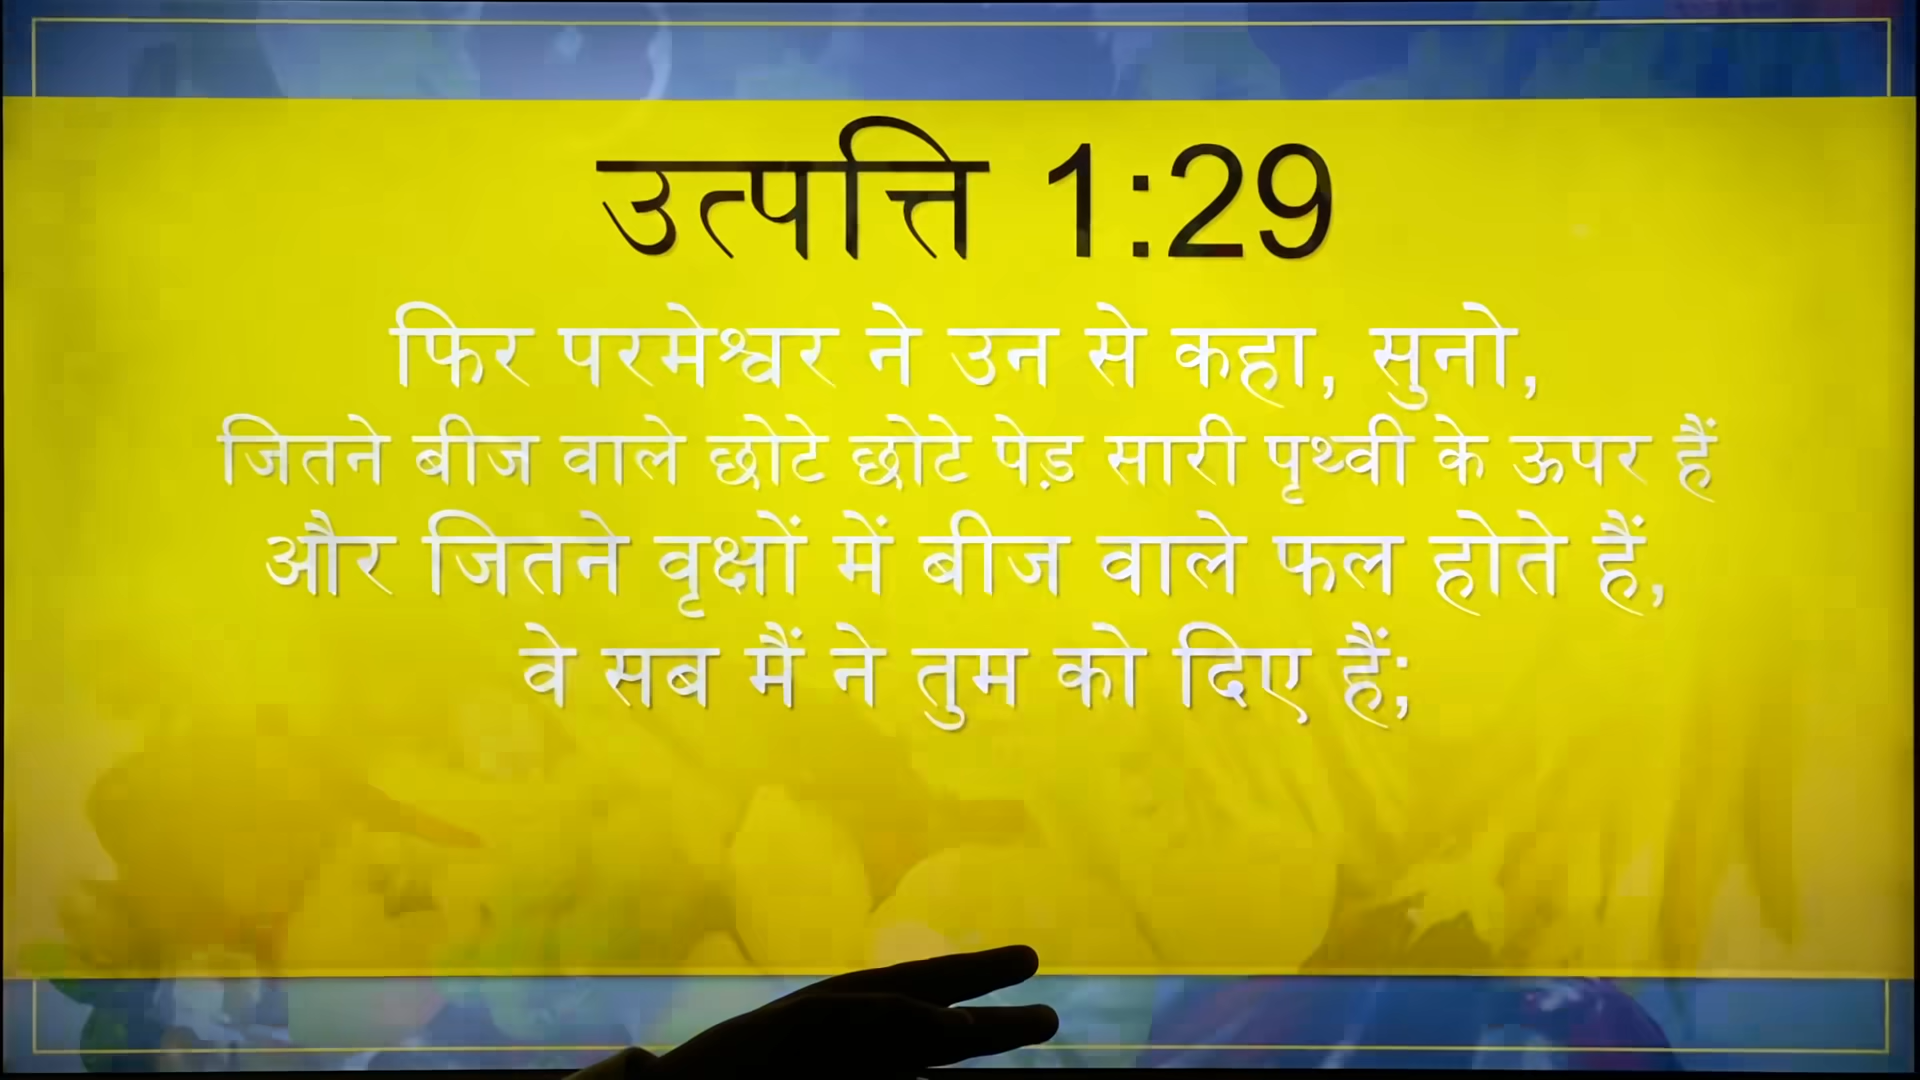 उत्पत्ति 1:29
फिर परमेश्वर ने उन से कहा, सुनो,
जितने बीज वाले छोटे छोटे पेड़ सारी पृथ्वी के ऊपर हैं
और जितने वृक्षों में बीज वाले फल होते हैं,
वे सब मैं ने तुम को दिए हैं;